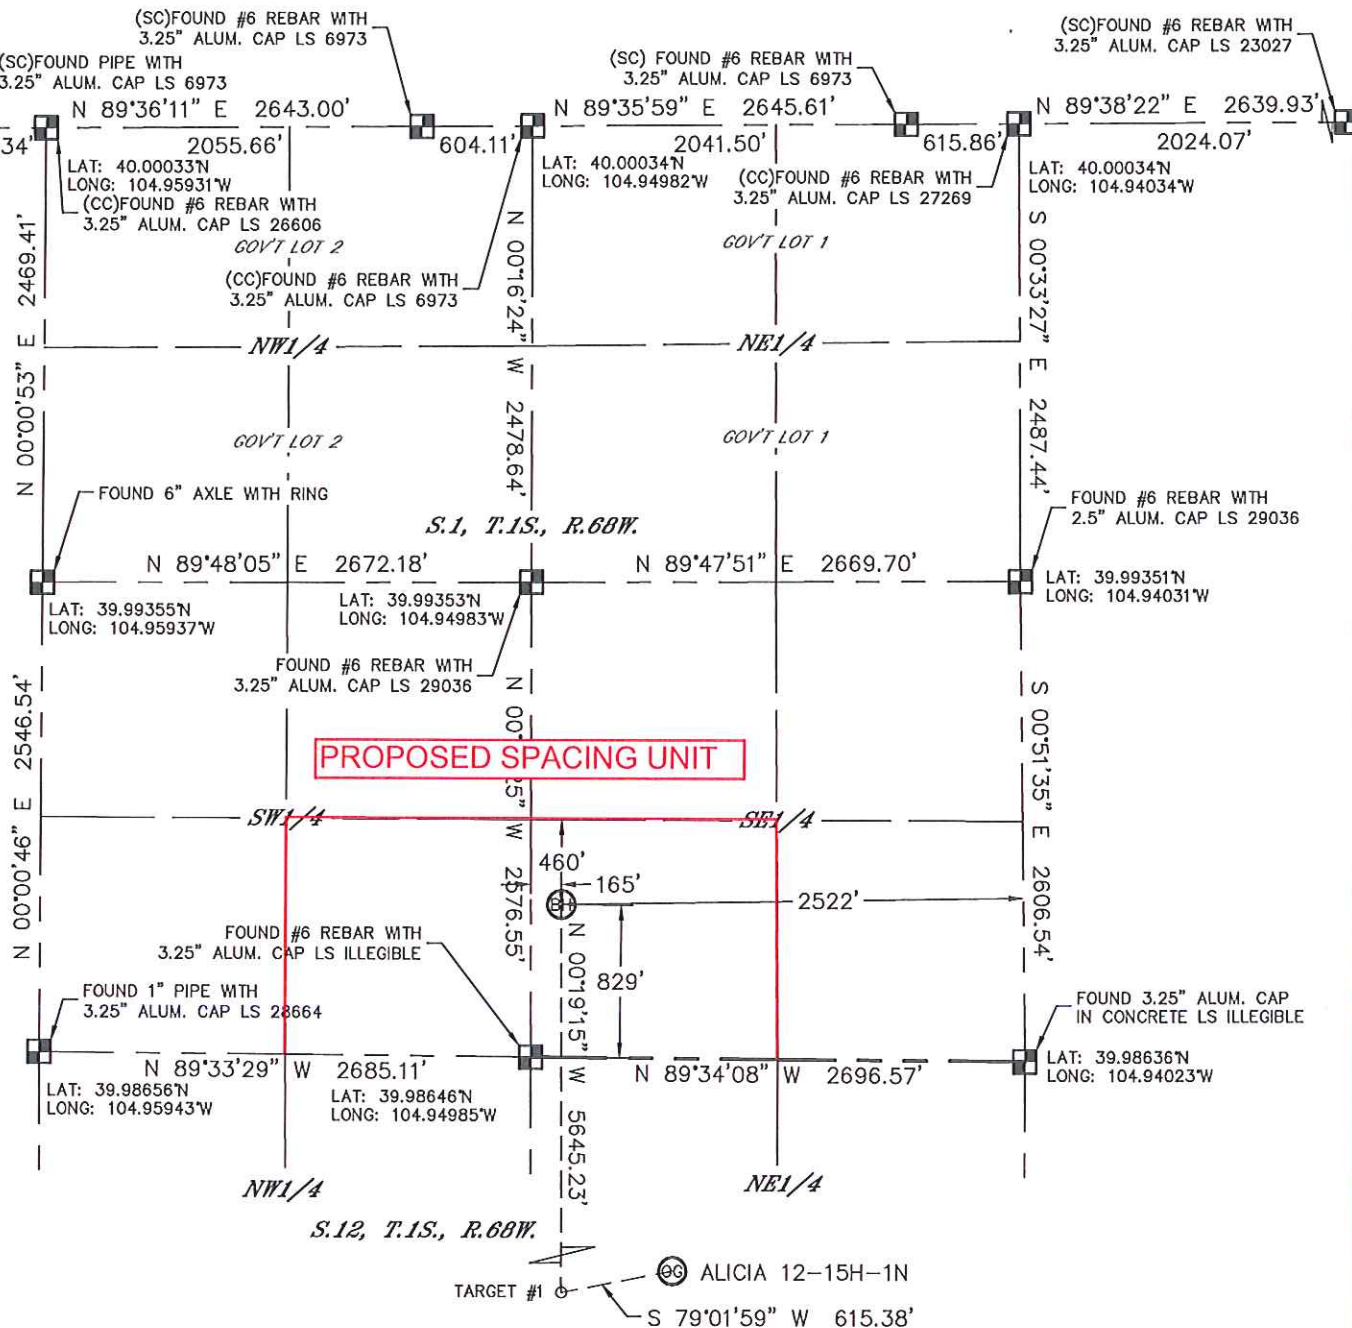 (SC)FOUND #6 REBAR WITH
3.25" ALUM. CAP LS 6973
(SC)FOUND PIPE WITH
3.25" ALUM. CAP LS 6973
(SC) FOUND #6 REBAR WITH
3.25" ALUM. CAP LS 6973
(SC)FOUND #6 REBAR WITH
3.25" ALUM. CAP LS 23027
N 89°36'11" E 2643.00'
N 89°35'59" E 2645.61'
N 89°38'22" E 2639.93'
34'
2055.66'
604.11'
2041.50'
615.86'
2024.07'
LAT: 40.00033°N
LONG: 104.95931°W
LAT: 40.00034°N
LONG: 104.94982°W
LAT: 40.00034°N
LONG: 104.94034°W
(CC)FOUND #6 REBAR WITH
3.25" ALUM. CAP LS 26606
(CC)FOUND #6 REBAR WITH
3.25" ALUM. CAP LS 27269
GOV'T LOT 2
GOV'T LOT 1
(CC)FOUND #6 REBAR WITH
3.25" ALUM. CAP LS 6973
N 00°00'53" E 2469.41'
N 00°16'24" W 2478.64'
S 00°33'27" E 2487.44'
NW1/4
NE1/4
GOV'T LOT 2
GOV'T LOT 1
FOUND 6" AXLE WITH RING
S.1, T.1S., R.68W.
FOUND #6 REBAR WITH
2.5" ALUM. CAP LS 29036
N 89°48'05" E 2672.18'
N 89°47'51" E 2669.70'
LAT: 39.99355°N
LONG: 104.95937°W
LAT: 39.99353°N
LONG: 104.94983°W
LAT: 39.99351°N
LONG: 104.94031°W
FOUND #6 REBAR WITH
3.25" ALUM. CAP LS 29036
N 00°00'46" E 2546.54'
N 00° 25" W 2576.55'
S 00°51'35" E 2606.54'
PROPOSED SPACING UNIT
SW1/4
SE1/4
460'
165'
BH
2522'
829'
FOUND #6 REBAR WITH
3.25" ALUM. CAP LS ILLEGIBLE
FOUND 1" PIPE WITH
3.25" ALUM. CAP LS 28664
FOUND 3.25" ALUM. CAP
IN CONCRETE LS ILLEGIBLE
N 00°19'15" W 5645.23'
N 89°33'29" W 2685.11'
N 89°34'08" W 2696.57'
LAT: 39.98656°N
LONG: 104.95943°W
LAT: 39.98646°N
LONG: 104.94985°W
LAT: 39.98636°N
LONG: 104.94023°W
NW1/4
NE1/4
S.12, T.1S., R.68W.
OG ALICIA 12-15H-1N
TARGET #1
S 79°01'59" W 615.38'